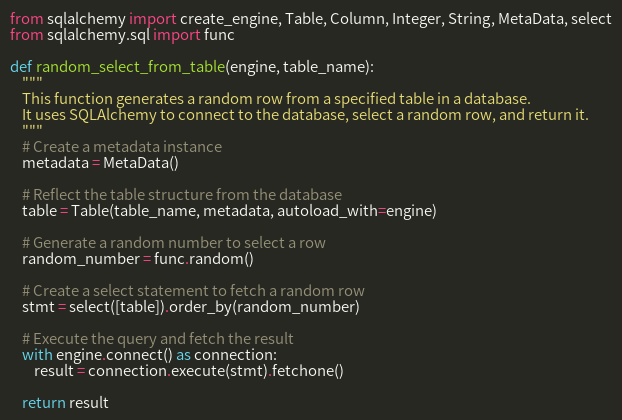 from sqlalchemy import create_engine, Table, Column, Integer, String, MetaData, select
from sqlalchemy.sql import func

def random_select_from_table(engine, table_name):
    """
    This function generates a random row from a specified table in a database.
    It uses SQLAlchemy to connect to the database, select a random row, and return it.
    """
    # Create a metadata instance
    metadata = MetaData()

    # Reflect the table structure from the database
    table = Table(table_name, metadata, autoload_with=engine)

    # Generate a random number to select a row
    random_number = func.random()

    # Create a select statement to fetch a random row
    stmt = select([table]).order_by(random_number)

    # Execute the query and fetch the result
    with engine.connect() as connection:
        result = connection.execute(stmt).fetchone()

    return result